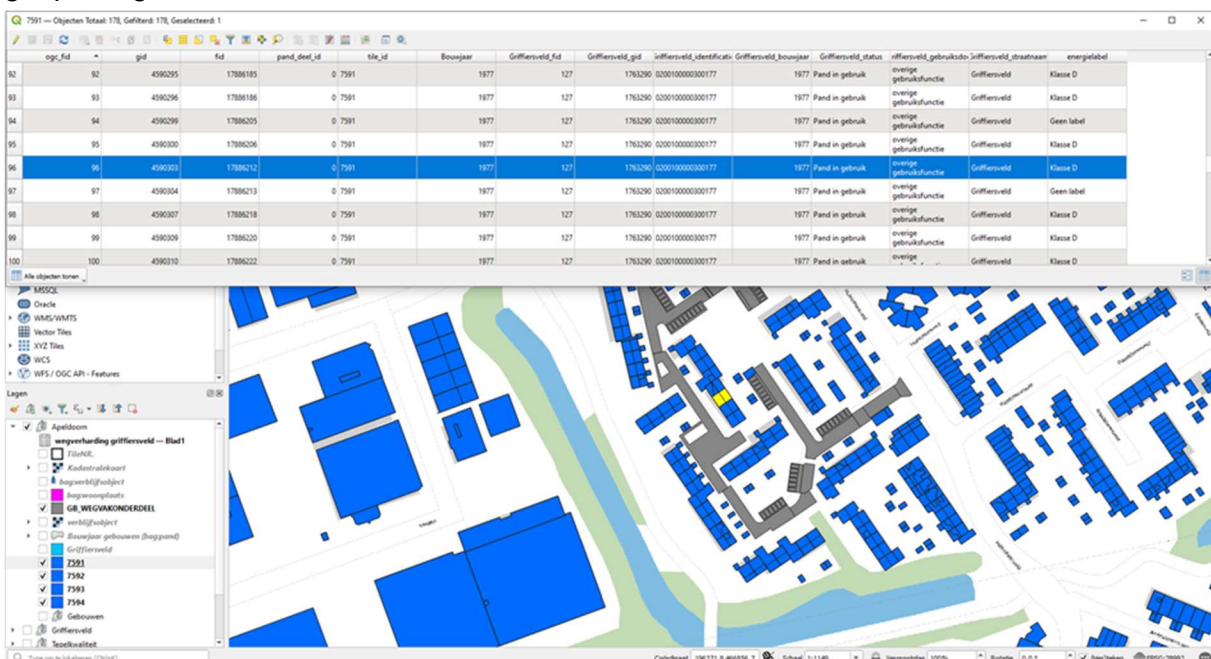 7591 — Objecten Totaal: 178, Gefilterd: 178, Geselecteerd: 1
ogc_fid gid fid pand_deel_id tile_id Bouwjaar Griffiersveld_fid Griffiersveld_gid Griffiersveld_bouwjaar Griffiersveld_status energielabel
92 92 4590295 17886185 0 7591 1977 127 1763290 0200100000300177 1977 Pand in gebruik overige gebruiksfunctie Griffiersveld Klasse D
93 93 4590296 17886186 0 7591 1977 127 1763290 0200100000300177 1977 Pand in gebruik overige gebruiksfunctie Griffiersveld Klasse D
94 94 4590299 17886205 0 7591 1977 127 1763290 0200100000300177 1977 Pand in gebruik overige gebruiksfunctie Griffiersveld Geen label
95 95 4590300 17886206 0 7591 1977 127 1763290 0200100000300177 1977 Pand in gebruik overige gebruiksfunctie Griffiersveld Klasse D
96 96 4590303 17886212 0 7591 1977 127 1763290 0200100000300177 1977 Pand in gebruik overige gebruiksfunctie Griffiersveld Klasse D
97 97 4590304 17886213 0 7591 1977 127 1763290 0200100000300177 1977 Pand in gebruik overige gebruiksfunctie Griffiersveld Geen label
98 98 4590307 17886218 0 7591 1977 127 1763290 0200100000300177 1977 Pand in gebruik overige gebruiksfunctie Griffiersveld Klasse D
99 99 4590309 17886220 0 7591 1977 127 1763290 0200100000300177 1977 Pand in gebruik overige gebruiksfunctie Griffiersveld Klasse D
100 100 4590310 17886222 0 7591 1977 127 1763290 0200100000300177 1977 Pand in gebruik overige Griffiersveld Klasse D
Alle objecten tonen
MSSQL
Oracle
WMS/WMTS
Vector Tiles
XYZ Tiles
WCS
WFS / OGC API - Features
Lagen
Apeldoorn
wegverharding griffiersveld — Blad1
TileNR.
Kadastralekaart
bag:verblijfsobject
bag:woonplaats
GB_WEGVAKONDERDEEL
verblijfsobject
Bouwjaar gebouwen (bag:pand)
Griffiersveld
7591
7592
7593
7594
Gebouwen
Griffiersveld
Tegelkwaliteit